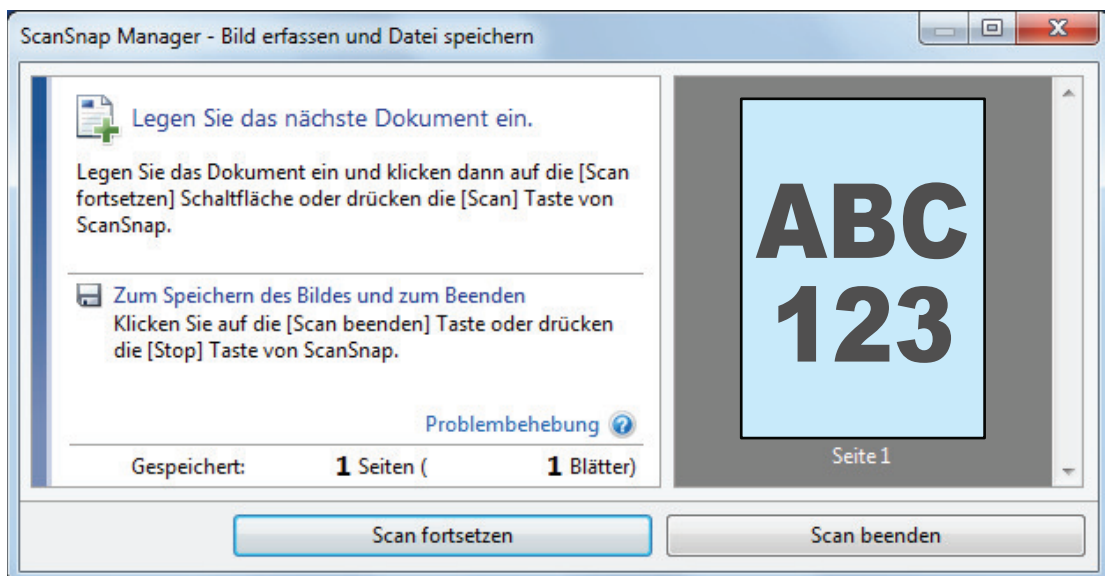 ScanSnap Manager - Bild erfassen und Datei speichern
Legen Sie das nächste Dokument ein.
Legen Sie das Dokument ein und klicken dann auf die [Scan
fortsetzen] Schaltfläche oder drücken die [Scan] Taste von
ScanSnap.
Zum Speichern des Bildes und zum Beenden
Klicken Sie auf die [Scan beenden] Taste oder drücken
die [Stop] Taste von ScanSnap.
Problembehebung
Gespeichert: 1 Seiten ( 1 Blätter)
ABC
123
Seite 1
Scan fortsetzen
Scan beenden